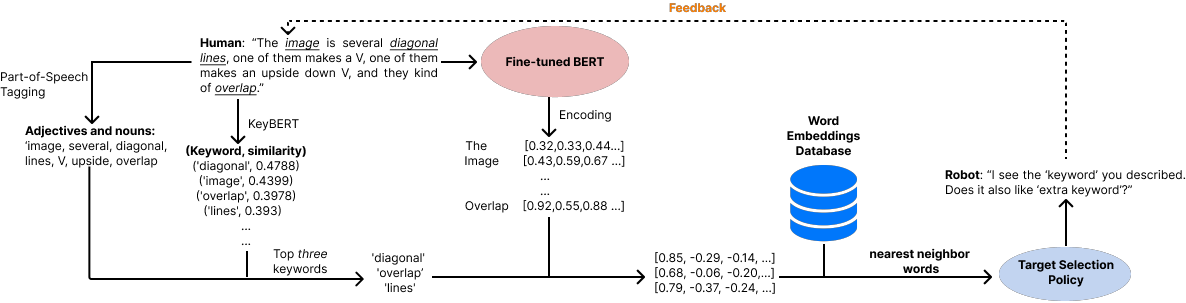 Feedback
Human: “The image is several diagonal
lines, one of them makes a V, one of them
makes an upside down V, and they kind
of overlap.”
Fine-tuned BERT
Part-of-Speech
Tagging
KeyBERT
Encoding
Adjectives and nouns:
'image, several, diagonal,
lines, V, upside, overlap
(Keyword, similarity)
('diagonal', 0.4788)
('image', 0.4399)
('overlap', 0.3978)
('lines', 0.393)
...
...
The [0.32,0.33,0.44...]
Image [0.43,0.59,0.67 ...]
... ...
...
Overlap [0.92,0.55,0.88 ...]
Word
Embeddings
Database
Robot: “I see the ‘keyword’ you described.
Does it also like ‘extra keyword’?”
Top three
keywords
'diagonal'
'overlap’
'lines'
[0.85, -0.29, -0.14, ...]
[0.68, -0.06, -0.20,...]
[0.79, -0.37, -0.24, ...]
nearest neighbor
words
Target Selection
Policy